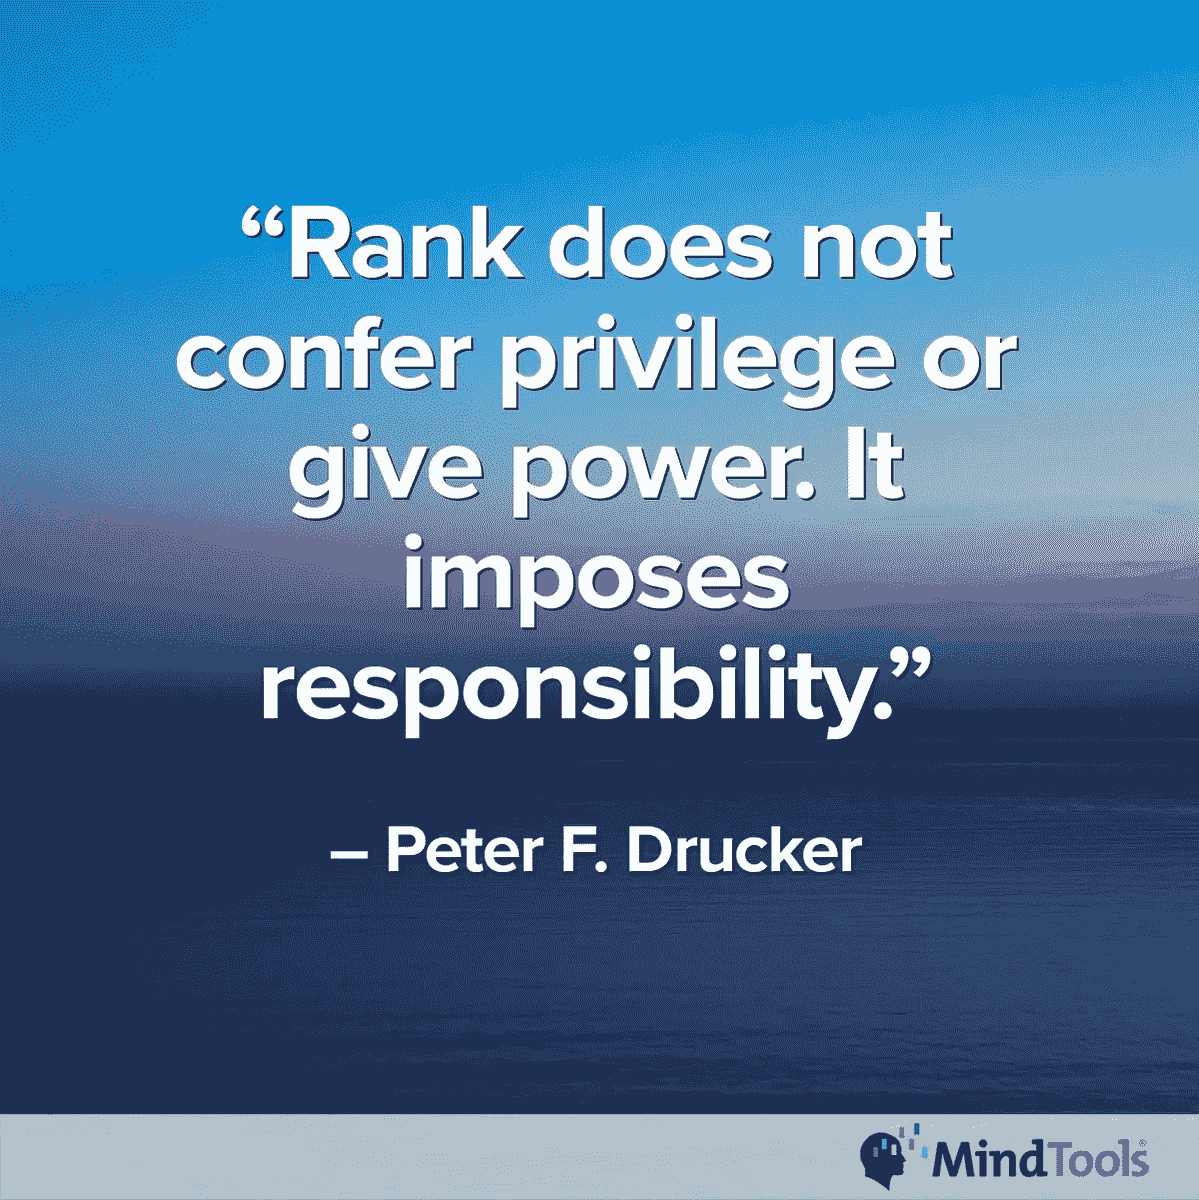 “Rank does not
confer privilege or
give power. It
imposes
responsibility.”
– Peter F. Drucker
MindTools®